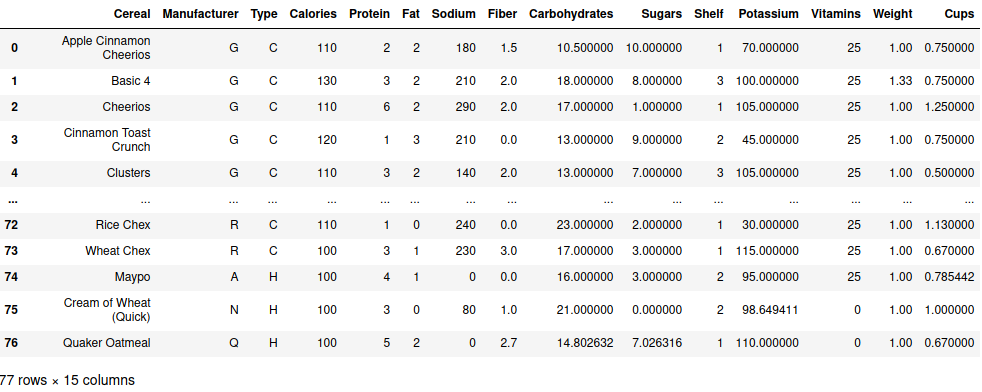 Cereal Manufacturer Type Calories Protein Fat Sodium Fiber Carbohydrates Sugars Shelf Potassium Vitamins Weight Cups
0 Apple Cinnamon Cheerios G C 110 2 2 180 1.5 10.500000 10.000000 1 70.000000 25 1.00 0.750000
1 Basic 4 G C 130 3 2 210 2.0 18.000000 8.000000 3 100.000000 25 1.33 0.750000
2 Cheerios G C 110 6 2 290 2.0 17.000000 1.000000 1 105.000000 25 1.00 1.250000
3 Cinnamon Toast Crunch G C 120 1 3 210 0.0 13.000000 9.000000 2 45.000000 25 1.00 0.750000
4 Clusters G C 110 3 2 140 2.0 13.000000 7.000000 3 105.000000 25 1.00 0.500000
... ... ... ... ... ... ... ... ... ... ... ... ... ... ... ...
72 Rice Chex R C 110 1 0 240 0.0 23.000000 2.000000 1 30.000000 25 1.00 1.130000
73 Wheat Chex R C 100 3 1 230 3.0 17.000000 3.000000 1 115.000000 25 1.00 0.670000
74 Maypo A H 100 4 1 0 0.0 16.000000 3.000000 2 95.000000 25 1.00 0.785442
75 Cream of Wheat (Quick) N H 100 3 0 80 1.0 21.000000 0.000000 2 98.649411 0 1.00 1.000000
76 Quaker Oatmeal Q H 100 5 2 0 2.7 14.802632 7.026316 1 110.000000 0 1.00 0.670000
77 rows × 15 columns